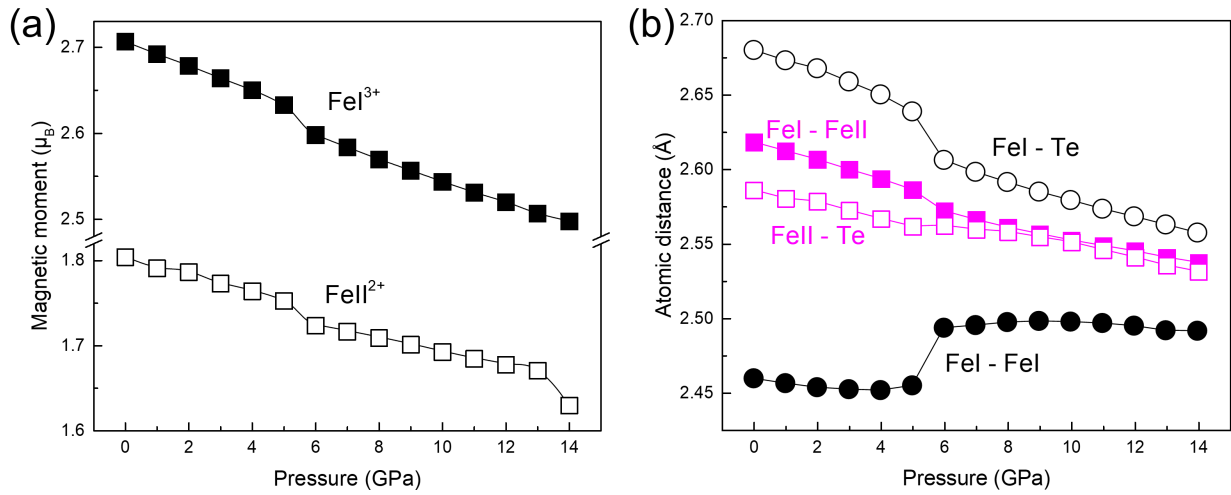 (a)
2.7
2.6
2.5
1.8
1.7
1.6
Magnetic moment (μB)
FeI3+
FeII2+
0 2 4 6 8 10 12 14
Pressure (GPa)
(b)
2.70
2.65
2.60
2.55
2.50
2.45
Atomic distance (Å)
FeI - FeII
FeI - Te
FeII - Te
FeI - FeI
0 2 4 6 8 10 12 14
Pressure (GPa)